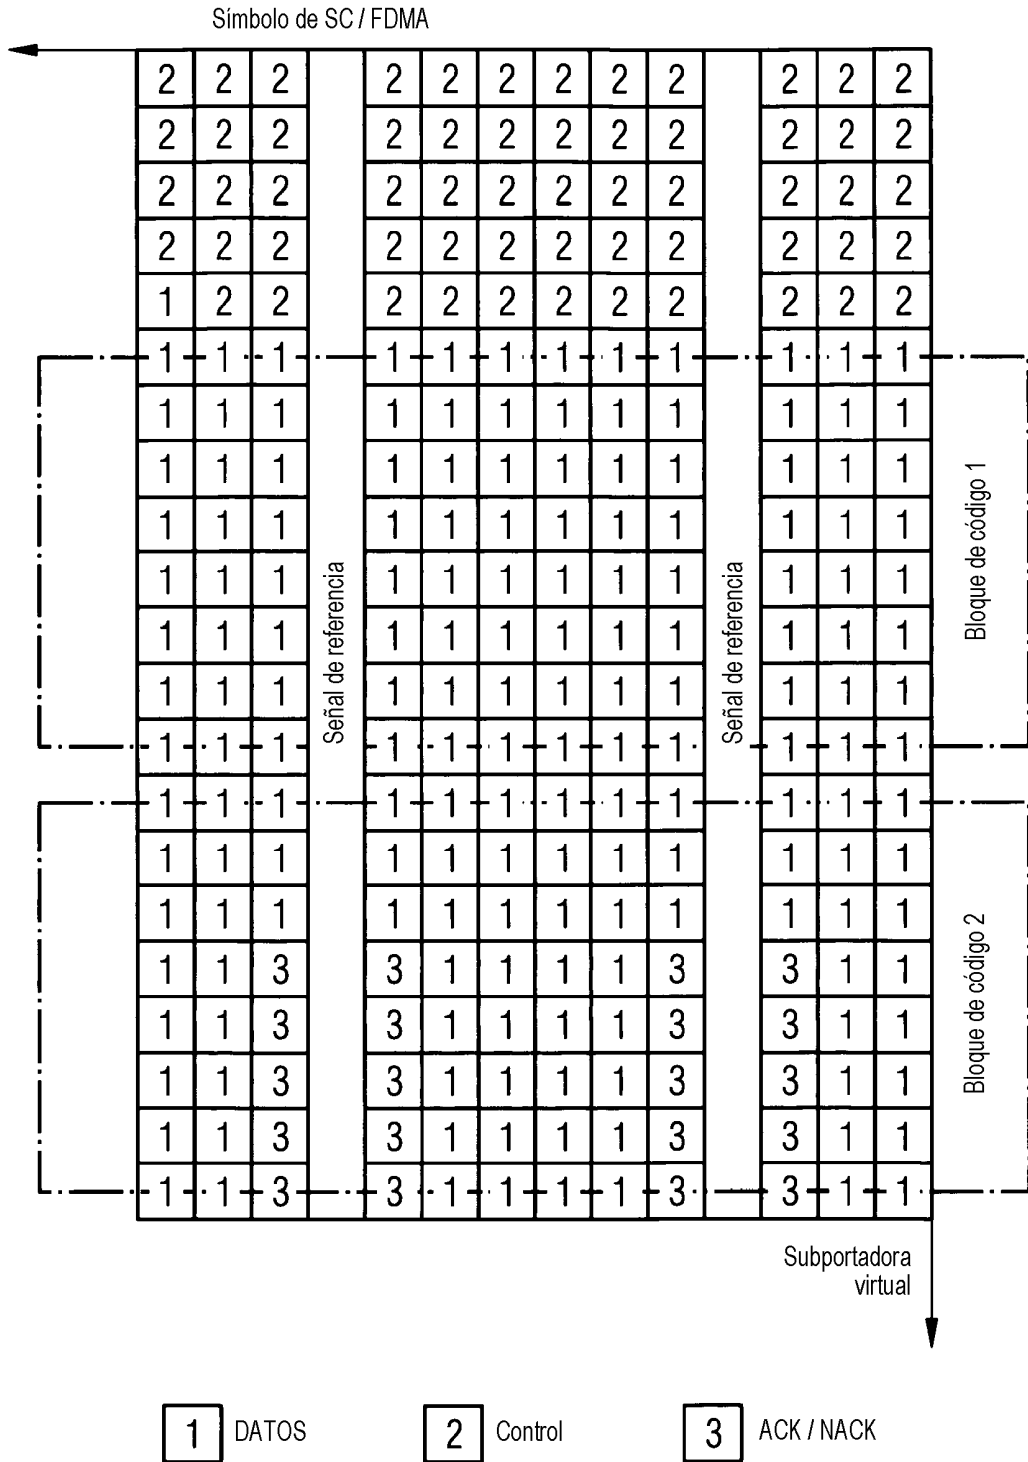 Símbolo de SC / FDMA
2 2 2 2 2 2 2 2 2 2 2 2
2 2 2 2 2 2 2 2 2 2 2 2
2 2 2 2 2 2 2 2 2 2 2 2
2 2 2 2 2 2 2 2 2 2 2 2
1 2 2 2 2 2 2 2 2 2 2 2
1 1 1 1 1 1 1 1 1 1 1 1
1 1 1 1 1 1 1 1 1 1 1 1
1 1 1 1 1 1 1 1 1 1 1 1
1 1 1 1 1 1 1 1 1 1 1 1
1 1 1 1 1 1 1 1 1 1 1 1
1 1 1 1 1 1 1 1 1 1 1 1
1 1 1 1 1 1 1 1 1 1 1 1
1 1 1 1 1 1 1 1 1 1 1 1
1 1 1 1 1 1 1 1 1 1 1 1
1 1 1 1 1 1 1 1 1 1 1 1
1 1 1 1 1 1 1 1 1 1 1 1
1 1 3 3 1 1 1 1 3 3 1 1
1 1 3 3 1 1 1 1 3 3 1 1
1 1 3 3 1 1 1 1 3 3 1 1
1 1 3 3 1 1 1 1 3 3 1 1
1 1 3 3 1 1 1 1 3 3 1 1
Señal de referencia
Señal de referencia
Bloque de código 1
Bloque de código 2
Subportadora
virtual
1 DATOS
2 Control
3 ACK / NACK